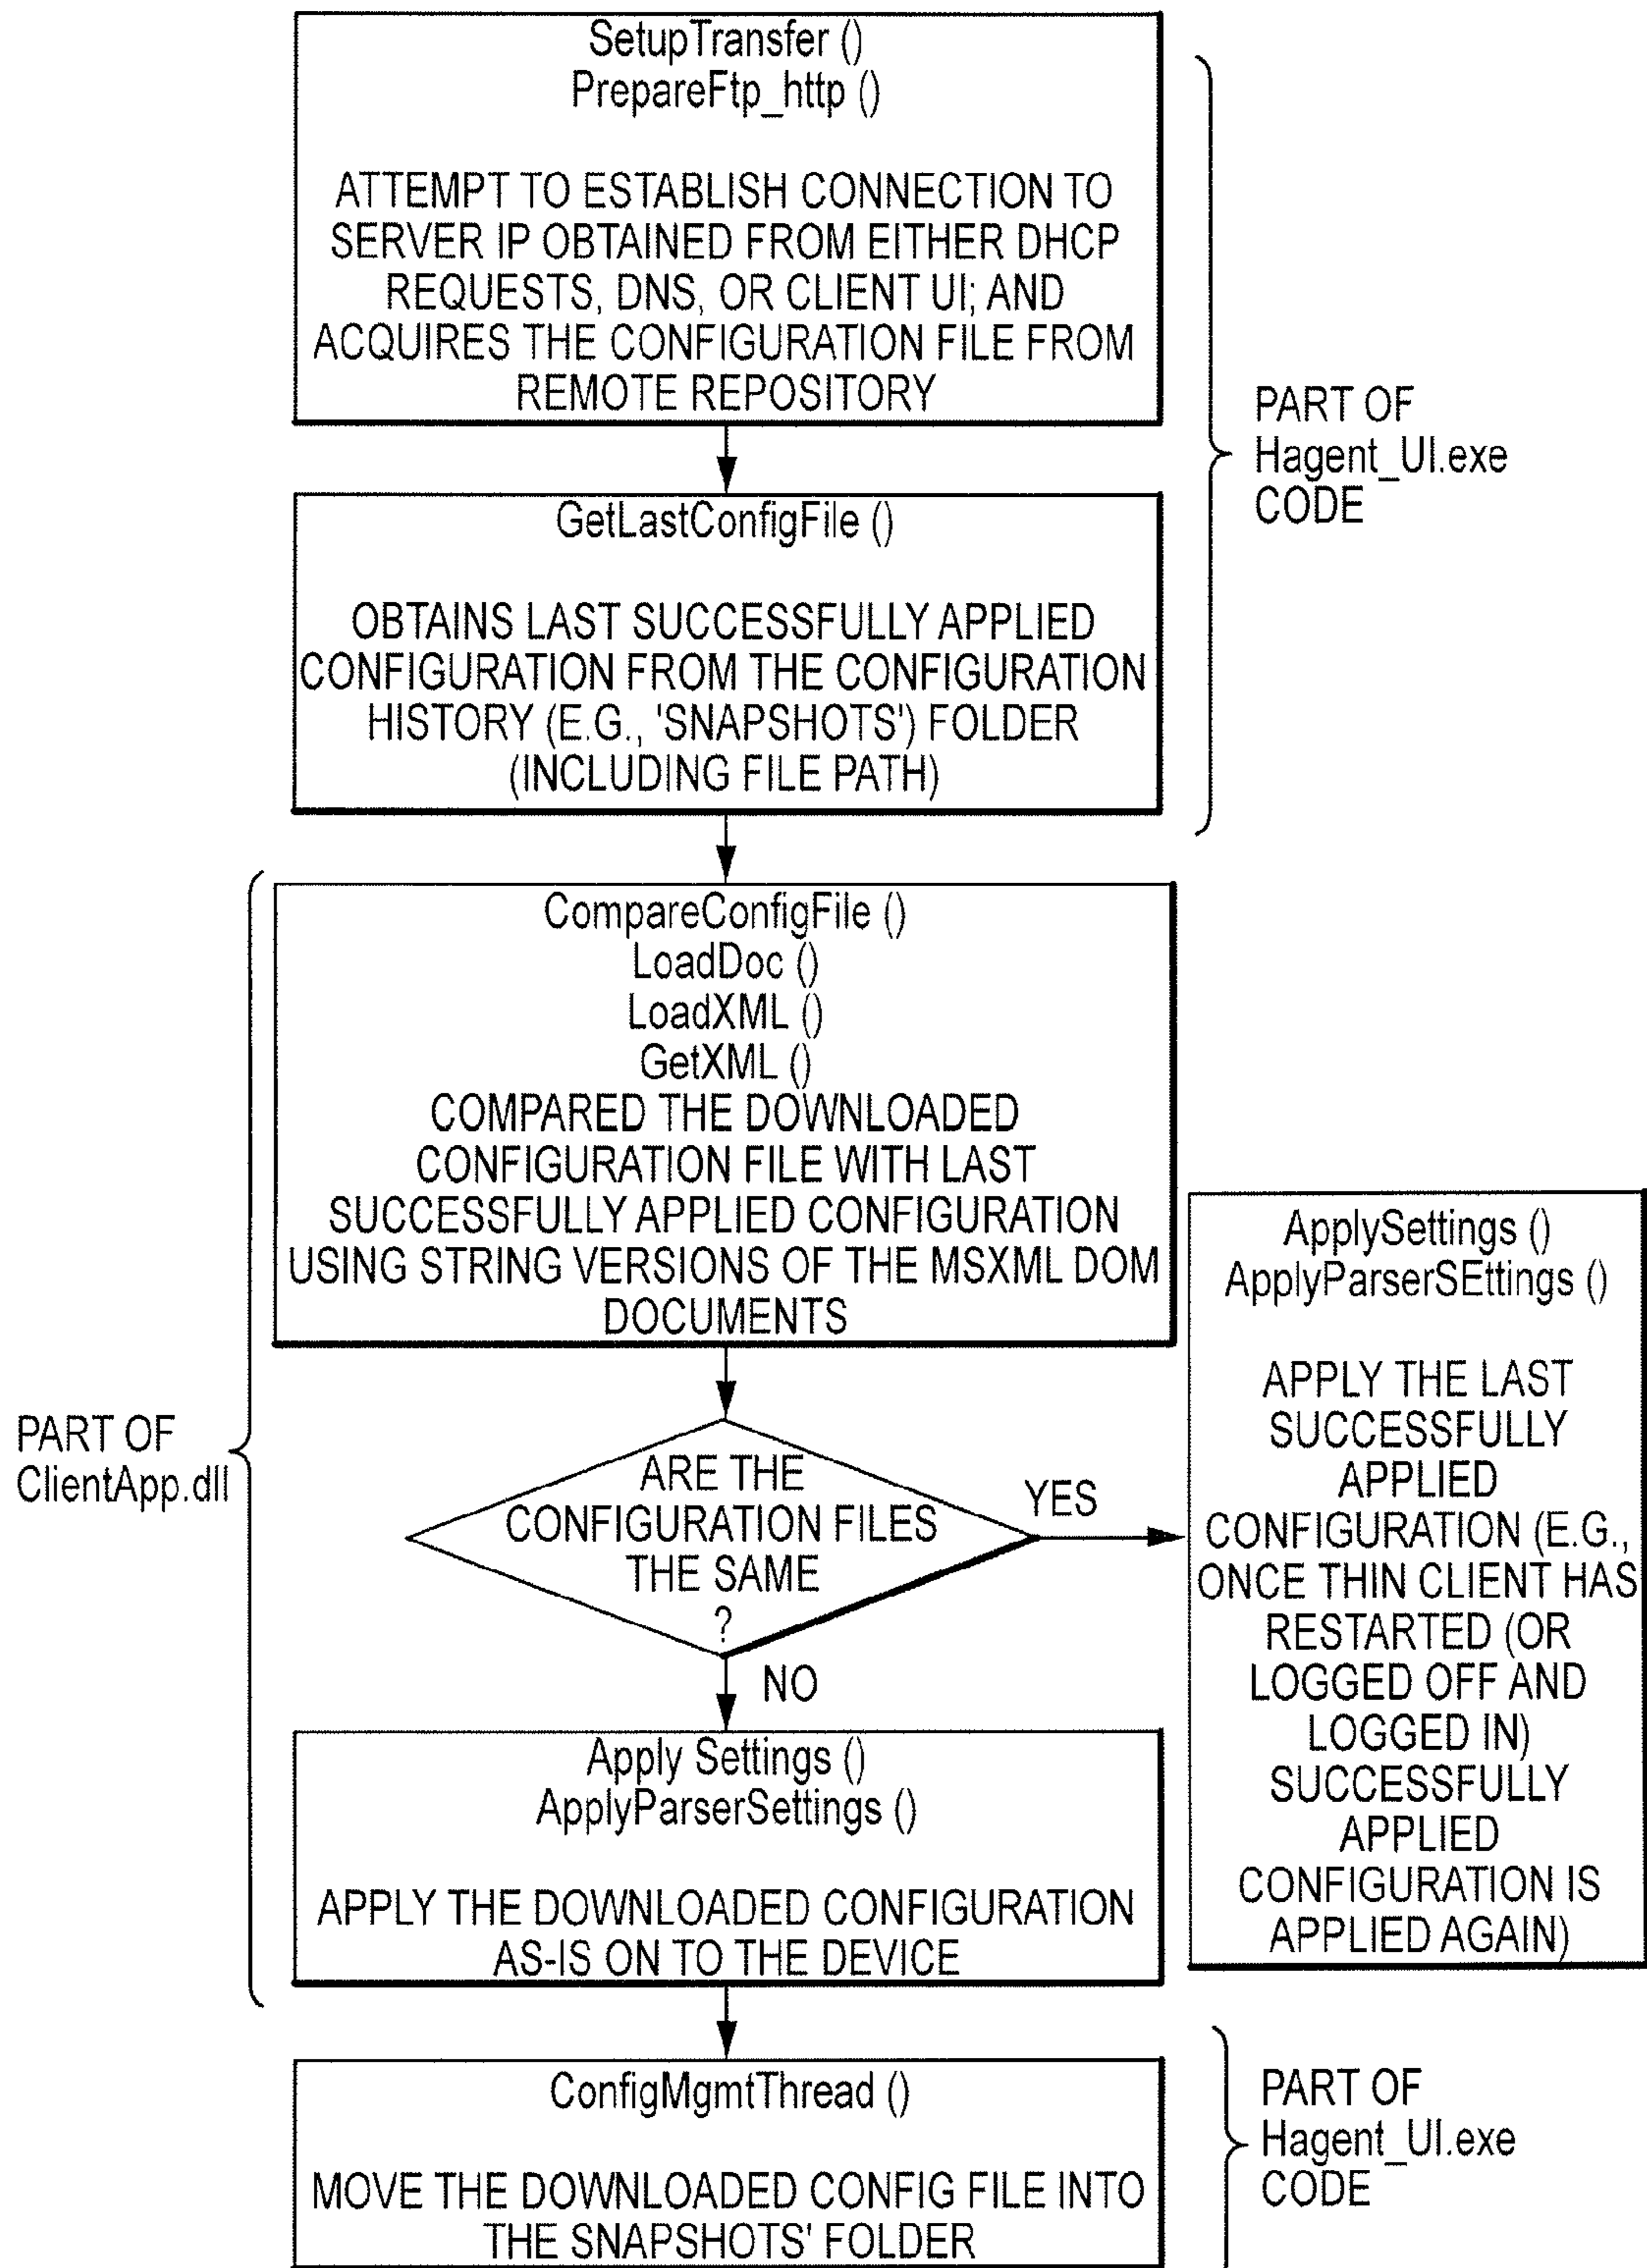 SetupTransfer ()
PrepareFtp_http ()
ATTEMPT TO ESTABLISH CONNECTION TO
SERVER IP OBTAINED FROM EITHER DHCP
REQUESTS, DNS, OR CLIENT UI; AND
ACQUIRES THE CONFIGURATION FILE FROM
REMOTE REPOSITORY
PART OF
Hagent_UI.exe
CODE
GetLastConfigFile ()
OBTAINS LAST SUCCESSFULLY APPLIED
CONFIGURATION FROM THE CONFIGURATION
HISTORY (E.G., 'SNAPSHOTS') FOLDER
(INCLUDING FILE PATH)
CompareConfigFile ()
LoadDoc ()
LoadXML ()
GetXML ()
COMPARED THE DOWNLOADED
CONFIGURATION FILE WITH LAST
SUCCESSFULLY APPLIED CONFIGURATION
USING STRING VERSIONS OF THE MSXML DOM
DOCUMENTS
PART OF
ClientApp.dll
ARE THE
CONFIGURATION FILES
THE SAME
?
YES
ApplySettings ()
ApplyParserSEttings ()
APPLY THE LAST
SUCCESSFULLY
APPLIED
CONFIGURATION (E.G.,
ONCE THIN CLIENT HAS
RESTARTED (OR
LOGGED OFF AND
LOGGED IN)
SUCCESSFULLY
APPLIED
CONFIGURATION IS
APPLIED AGAIN)
NO
Apply Settings ()
ApplyParserSettings ()
APPLY THE DOWNLOADED CONFIGURATION
AS-IS ON TO THE DEVICE
ConfigMgmtThread ()
MOVE THE DOWNLOADED CONFIG FILE INTO
THE SNAPSHOTS' FOLDER
PART OF
Hagent_UI.exe
CODE